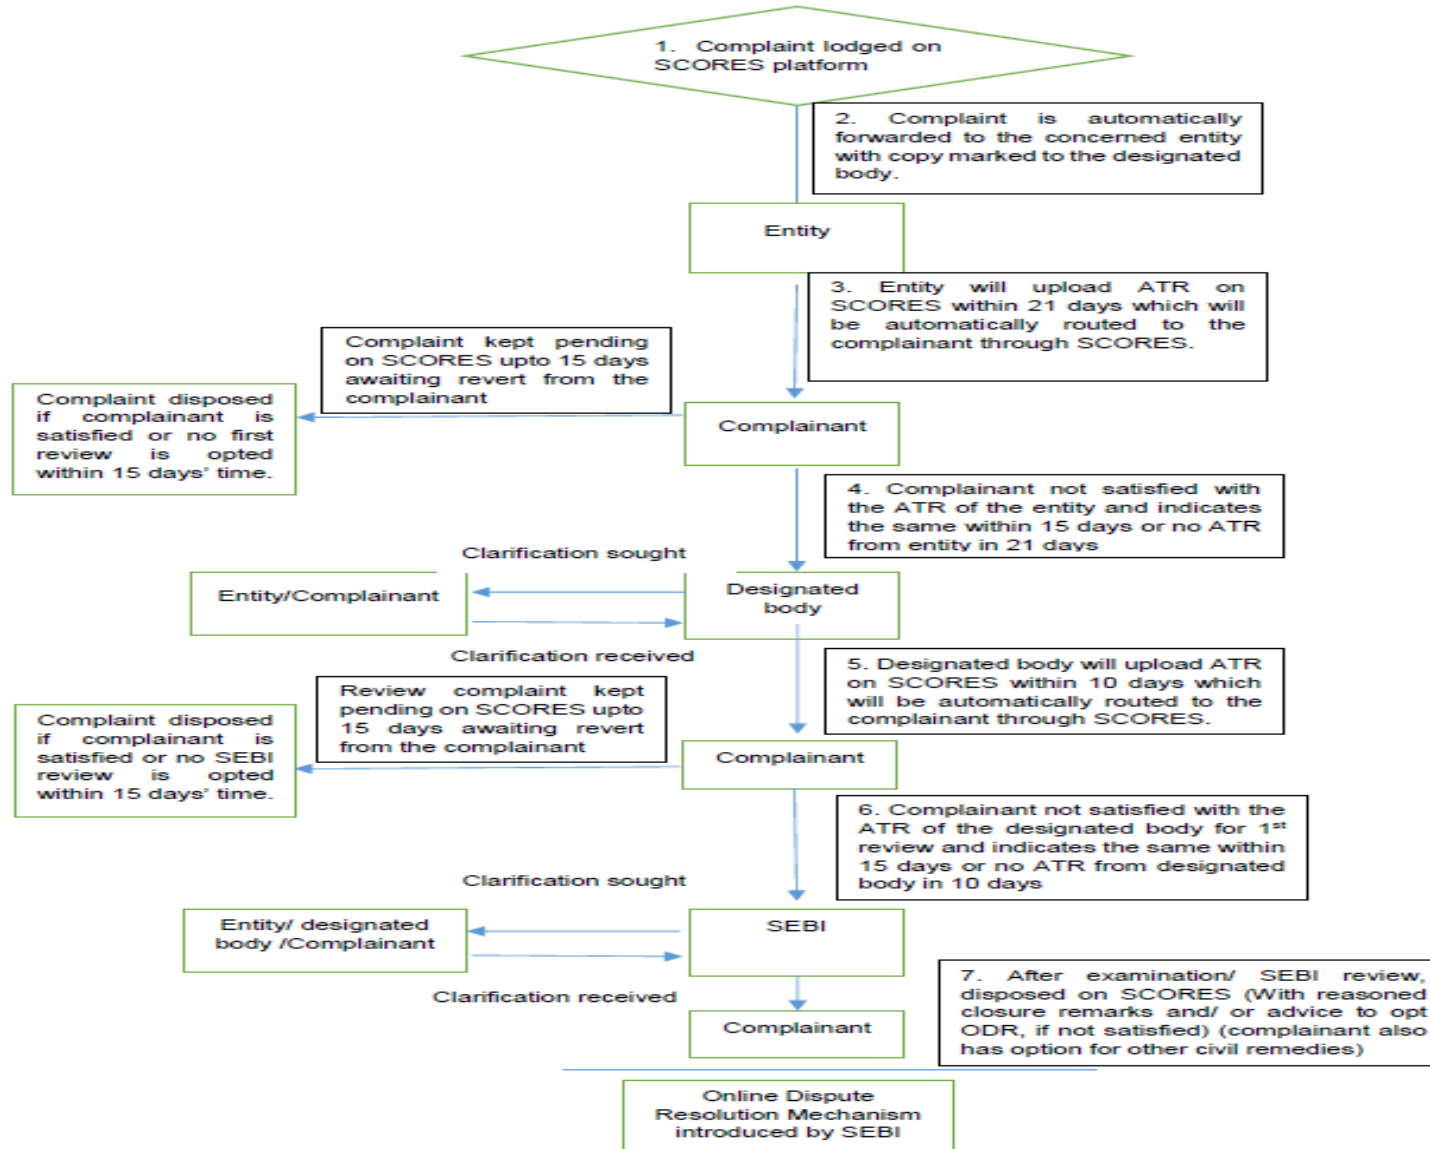 1. Complaint lodged on
SCORES platform
2. Complaint is automatically
forwarded to the concerned entity
with copy marked to the designated
body.
Entity
3. Entity will upload ATR on
SCORES within 21 days which will
be automatically routed to the
complainant through SCORES.
Complaint kept pending
on SCORES upto 15 days
awaiting revert from the
complainant
Complaint disposed
if complainant is
satisfied or no first
review is opted
within 15 days’ time.
Complainant
4. Complainant not satisfied with
the ATR of the entity and indicates
the same within 15 days or no ATR
from entity in 21 days
Clarification sought
Entity/Complainant
Designated
body
Clarification received
5. Designated body will upload ATR
on SCORES within 10 days which
will be automatically routed to the
complainant through SCORES.
Review complaint kept
pending on SCORES upto
15 days awaiting revert
from the complainant
Complaint disposed
if complainant is
satisfied or no SEBI
review is opted
within 15 days’ time.
Complainant
6. Complainant not satisfied with the
ATR of the designated body for 1st
review and indicates the same within
15 days or no ATR from designated
body in 10 days
Clarification sought
Entity/ designated
body /Complainant
SEBI
Clarification received
7. After examination/ SEBI review,
disposed on SCORES (With reasoned
closure remarks and/ or advice to opt
ODR, if not satisfied) (complainant also
has option for other civil remedies)
Complainant
Online Dispute
Resolution Mechanism
introduced by SEBI